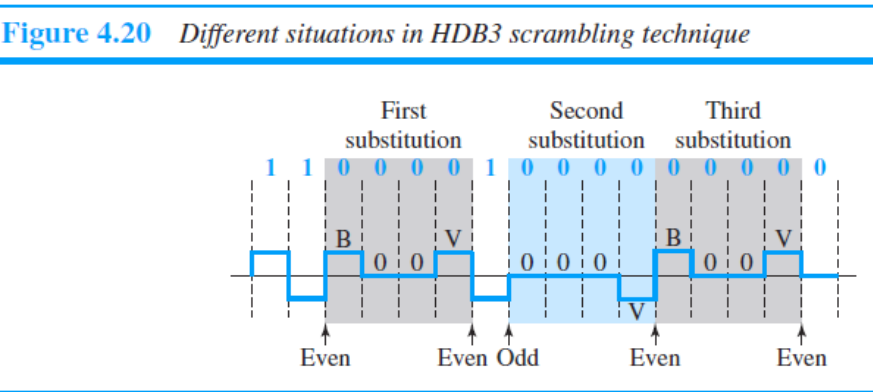 Figure 4.20 Different situations in HDB3 scrambling technique
First Second Third
substitution substitution substitution
1 1 0 0 0 0 1 0 0 0 0 0 0 0 0 0
B V B V
0 0 0 0 0 0 0
V
Even Even Odd Even Even